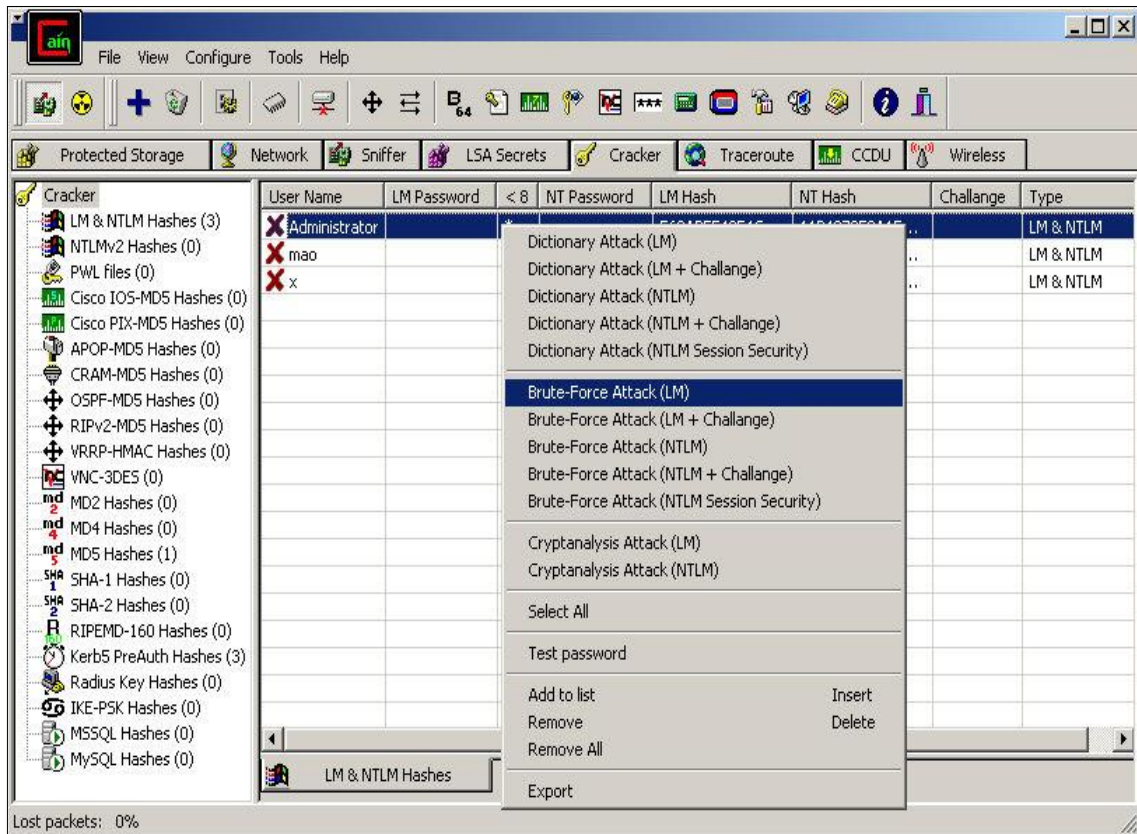 Cain
File View Configure Tools Help
B64
***
Protected Storage Network Sniffer LSA Secrets Cracker Traceroute CCDU Wireless
Cracker
LM & NTLM Hashes (3)
NTLMv2 Hashes (0)
PWL files (0)
Cisco IOS-MD5 Hashes (0)
Cisco PIX-MD5 Hashes (0)
APOP-MD5 Hashes (0)
CRAM-MD5 Hashes (0)
OSPF-MD5 Hashes (0)
RIPv2-MD5 Hashes (0)
VRRP-HMAC Hashes (0)
VNC-3DES (0)
md2 MD2 Hashes (0)
md4 MD4 Hashes (0)
md5 MD5 Hashes (1)
SHA1 SHA-1 Hashes (0)
SHA2 SHA-2 Hashes (0)
RIPEMD-160 Hashes (0)
Kerb5 PreAuth Hashes (3)
Radius Key Hashes (0)
IKE-PSK Hashes (0)
MSSQL Hashes (0)
MySQL Hashes (0)
User Name LM Password < 8 NT Password LM Hash NT Hash Challange Type
Administrator * LM & NTLM
mao .. LM & NTLM
x .. LM & NTLM
Dictionary Attack (LM)
Dictionary Attack (LM + Challange)
Dictionary Attack (NTLM)
Dictionary Attack (NTLM + Challange)
Dictionary Attack (NTLM Session Security)
Brute-Force Attack (LM)
Brute-Force Attack (LM + Challange)
Brute-Force Attack (NTLM)
Brute-Force Attack (NTLM + Challange)
Brute-Force Attack (NTLM Session Security)
Cryptanalysis Attack (LM)
Cryptanalysis Attack (NTLM)
Select All
Test password
Add to list Insert
Remove Delete
Remove All
Export
LM & NTLM Hashes
Lost packets: 0%